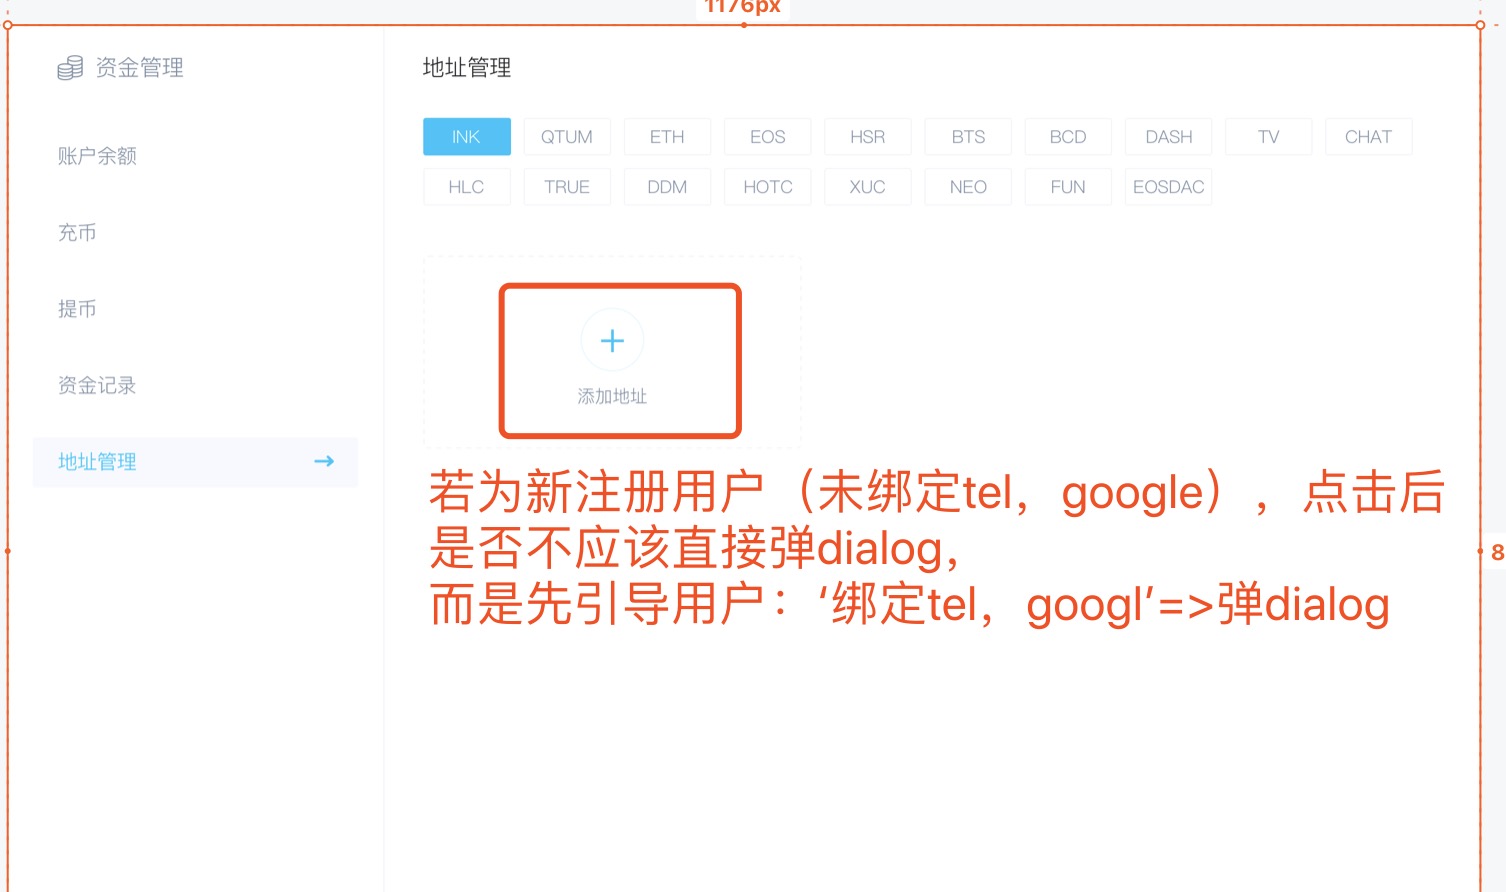 1176px
资金管理
账户余额
充币
提币
资金记录
地址管理
地址管理
INK QTUM ETH EOS HSR BTS BCD DASH TV CHAT
HLC TRUE DDM HOTC XUC NEO FUN EOSDAC
添加地址
若为新注册用户（未绑定tel，google），点击后
是否不应该直接弹dialog，
而是先引导用户：‘绑定tel，googl’=>弹dialog
8